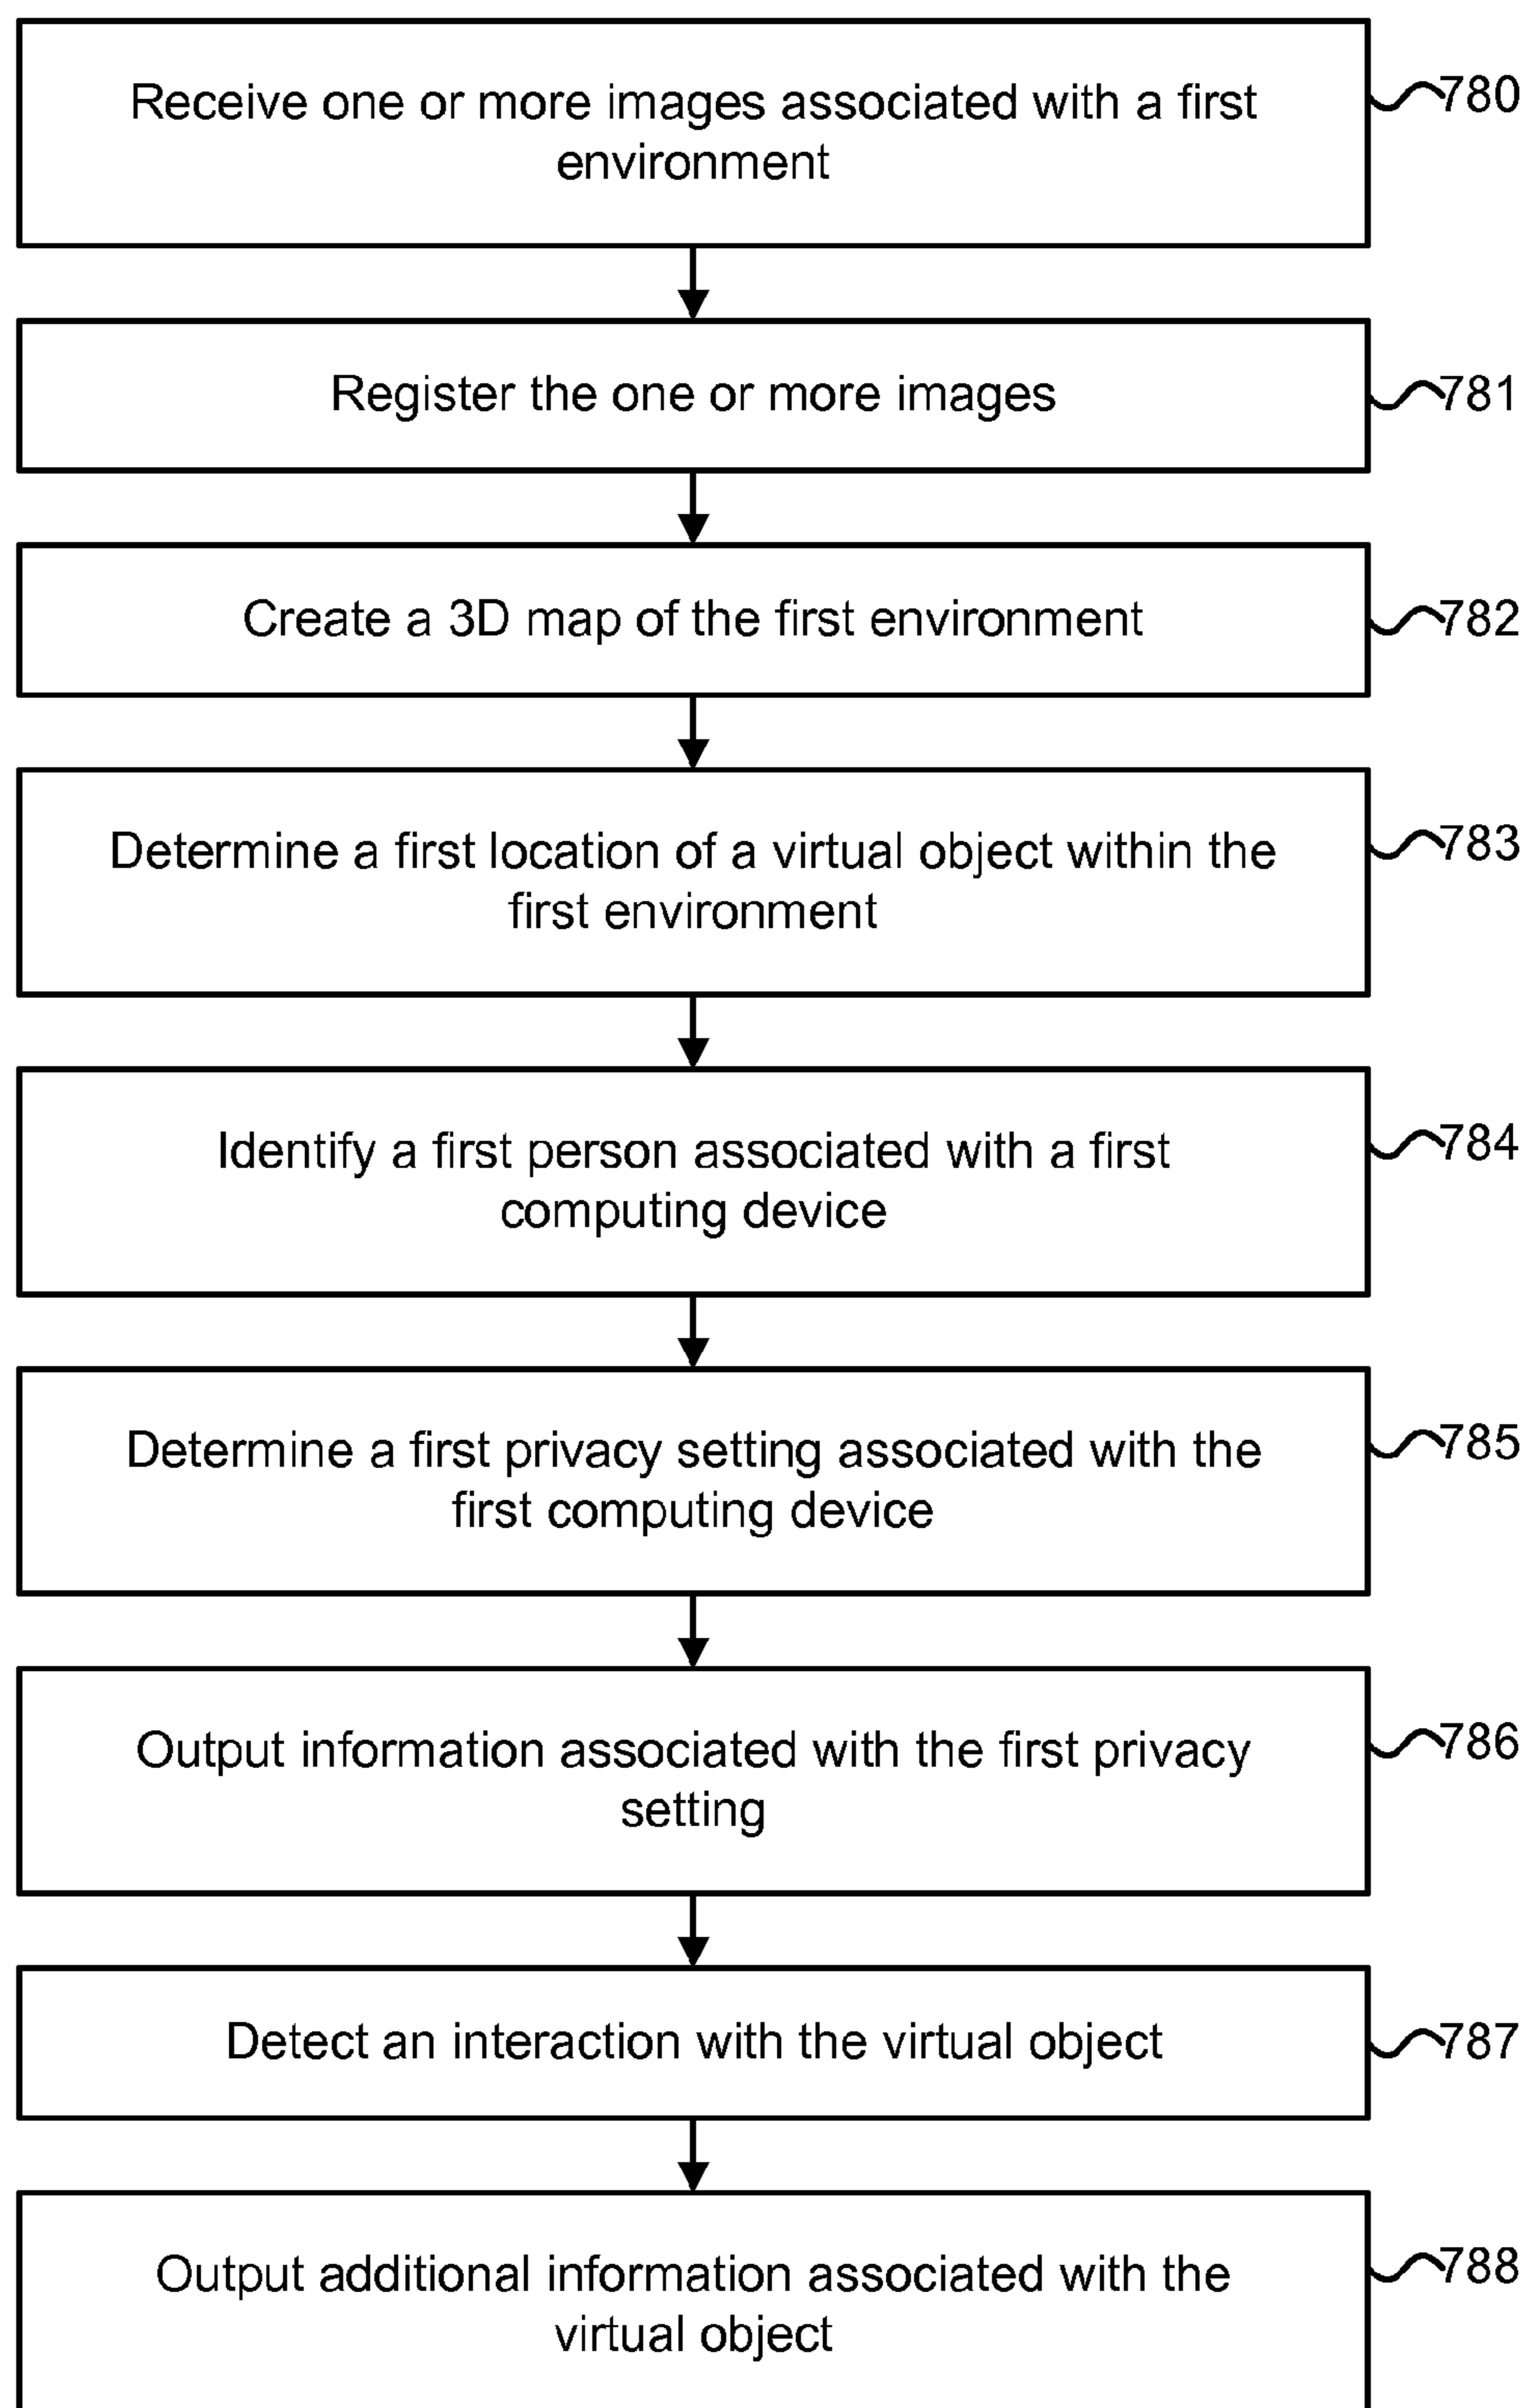 Receive one or more images associated with a first
environment
780
Register the one or more images
781
Create a 3D map of the first environment
782
Determine a first location of a virtual object within the
first environment
783
Identify a first person associated with a first
computing device
784
Determine a first privacy setting associated with the
first computing device
785
Output information associated with the first privacy
setting
786
Detect an interaction with the virtual object
787
Output additional information associated with the
virtual object
788